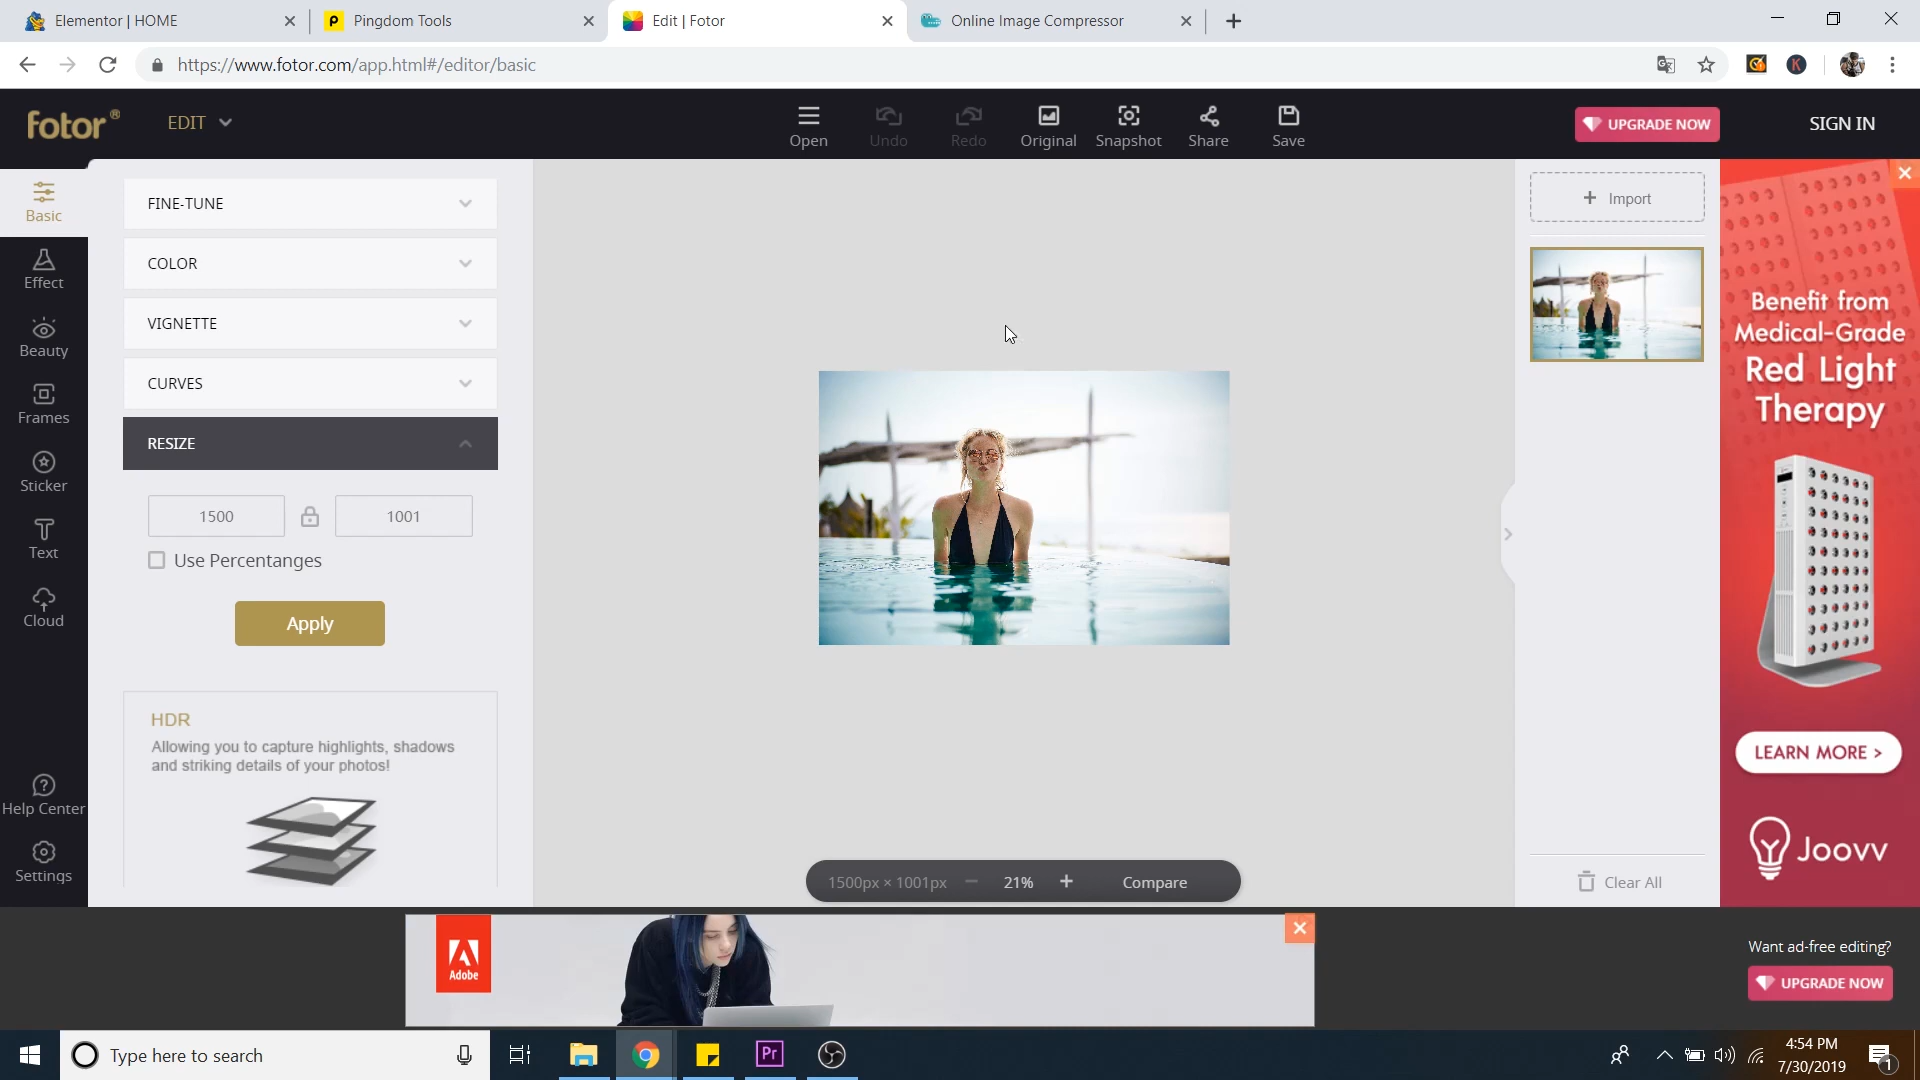 Elementor | HOME
Pingdom Tools
Edit | Fotor
Online Image Compressor
https://www.fotor.com/app.html#/editor/basic
fotor®
EDIT
Open
Undo
Redo
Original
Snapshot
Share
Save
UPGRADE NOW
SIGN IN
Basic
Effect
Beauty
Frames
Sticker
Text
Cloud
Help Center
Settings
FINE-TUNE
COLOR
VIGNETTE
CURVES
RESIZE
1500
1001
Use Percentanges
Apply
HDR
Allowing you to capture highlights, shadows
and striking details of your photos!
1500px × 1001px
21%
Compare
Import
Clear All
Benefit from
Medical-Grade
Red Light
Therapy
LEARN MORE >
Joovv
Adobe
Want ad-free editing?
UPGRADE NOW
Type here to search
Pr
4:54 PM
7/30/2019
1